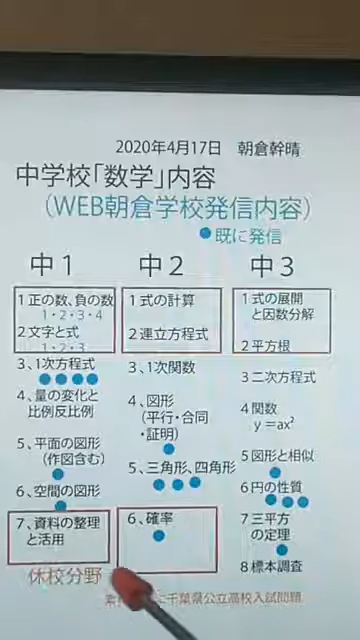 2020年4月17日 朝倉幹晴
中学校「数学」内容
（WEB朝倉学校発信内容）
●既に発信
中1
1正の数、負の数
1・2・3・4
2文字と式
1・2・3
3、1次方程式
4、量の変化と
比例反比例
5、平面の図形
（作図含む）
6、空間の図形
7、資料の整理
と活用
休校分野
中2
1式の計算
2連立方程式
3、1次関数
4、図形
（平行・合同
・証明）
5、三角形、四角形
6、確率
中3
1式の展開
と因数分解
2平方根
3二次方程式
4関数
y=ax²
5図形と相似
6円の性質
7三平方
の定理
8標本調査
に千葉県公立高校入試問題